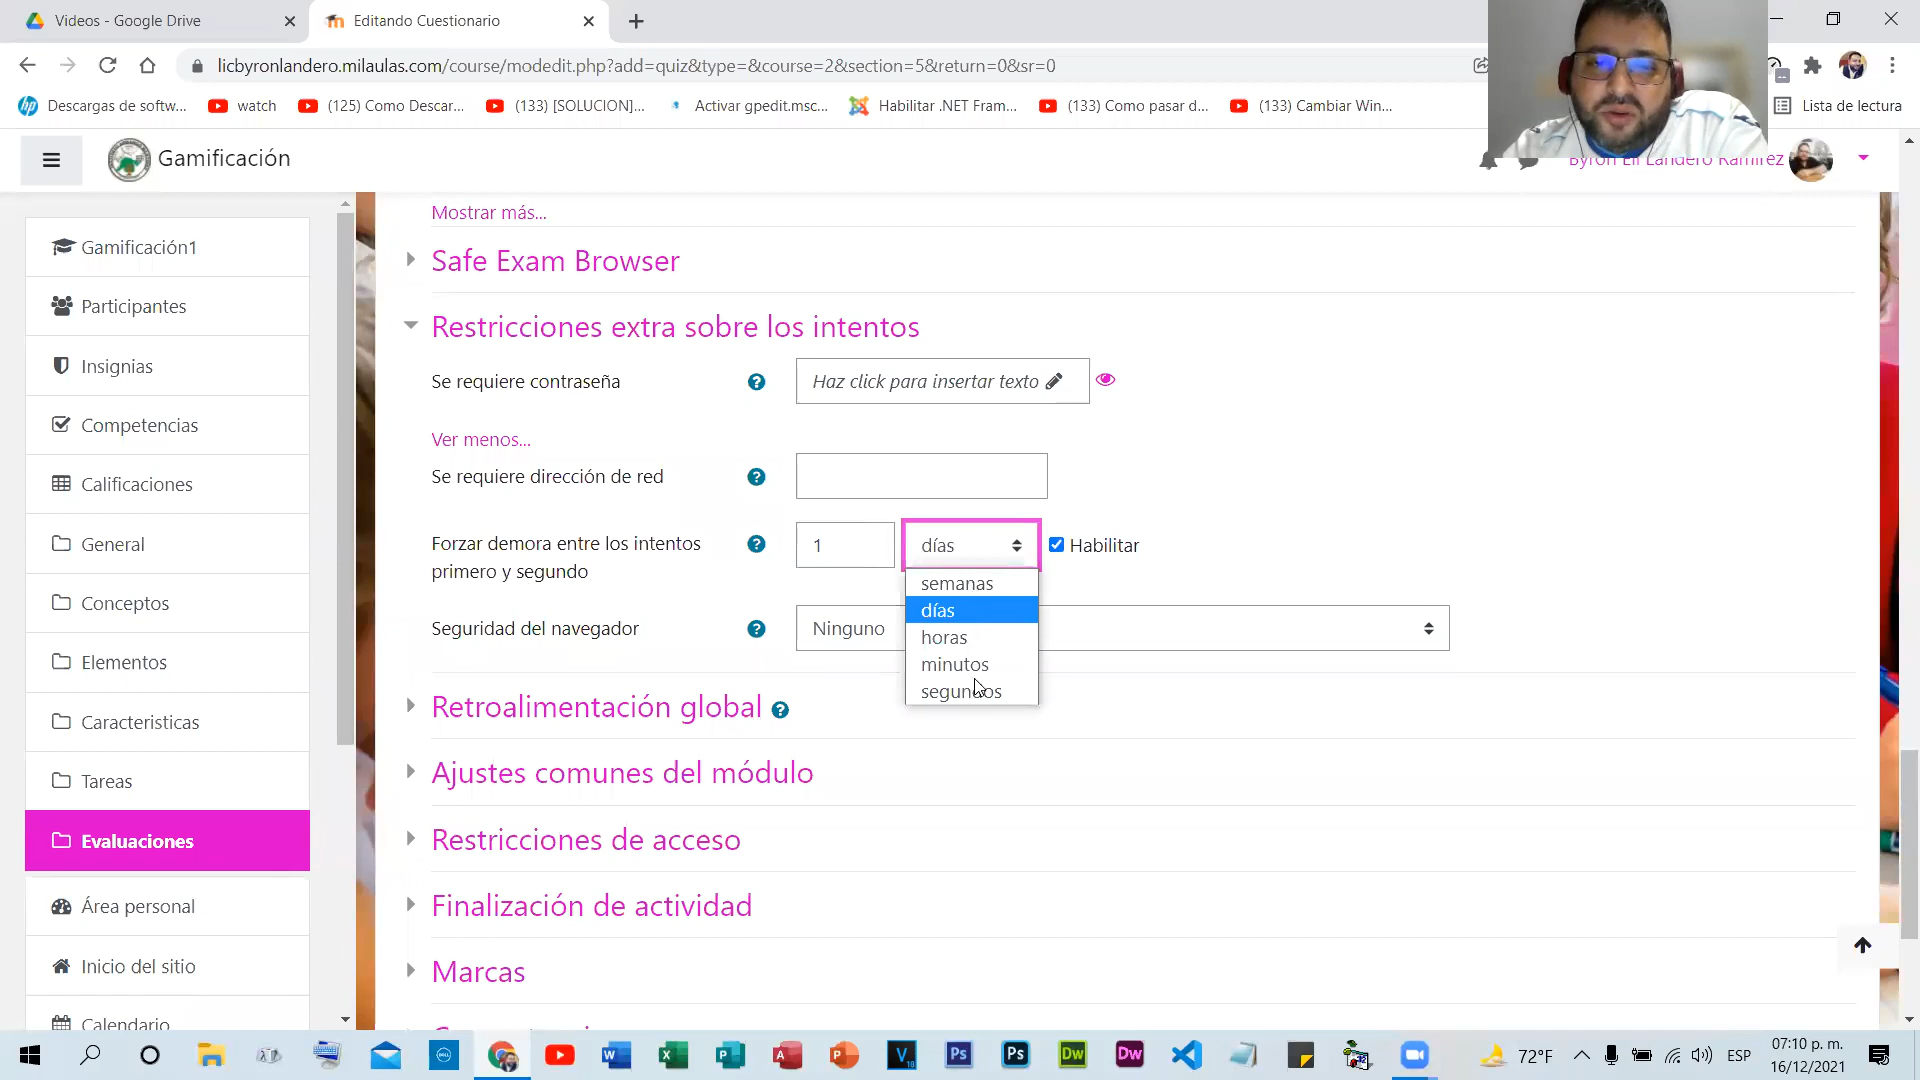 Videos - Google Drive
Editando Cuestionario
licbyronlandero.milaulas.com/course/modedit.php?add=quiz&type=&course=2&section=5&return=0&sr=0
Descargas de softw...
watch
(125) Como Descar...
(133) [SOLUCION]...
Activar gpedit.msc...
Habilitar .NET Fram...
(133) Como pasar d...
(133) Cambiar Win...
Lista de lectura
Gamificación
Byron Eli Landero Ramirez
Gamificación1
Participantes
Insignias
Competencias
Calificaciones
General
Conceptos
Elementos
Caracteristicas
Tareas
Evaluaciones
Área personal
Inicio del sitio
Calendario
Mostrar más...
Safe Exam Browser
Restricciones extra sobre los intentos
Se requiere contraseña
Haz click para insertar texto
Ver menos...
Se requiere dirección de red
Forzar demora entre los intentos
primero y segundo
1
días
Habilitar
semanas
días
horas
minutos
segundos
Seguridad del navegador
Ninguno
Retroalimentación global
Ajustes comunes del módulo
Restricciones de acceso
Finalización de actividad
Marcas
72°F
ESP
07:10 p. m.
16/12/2021